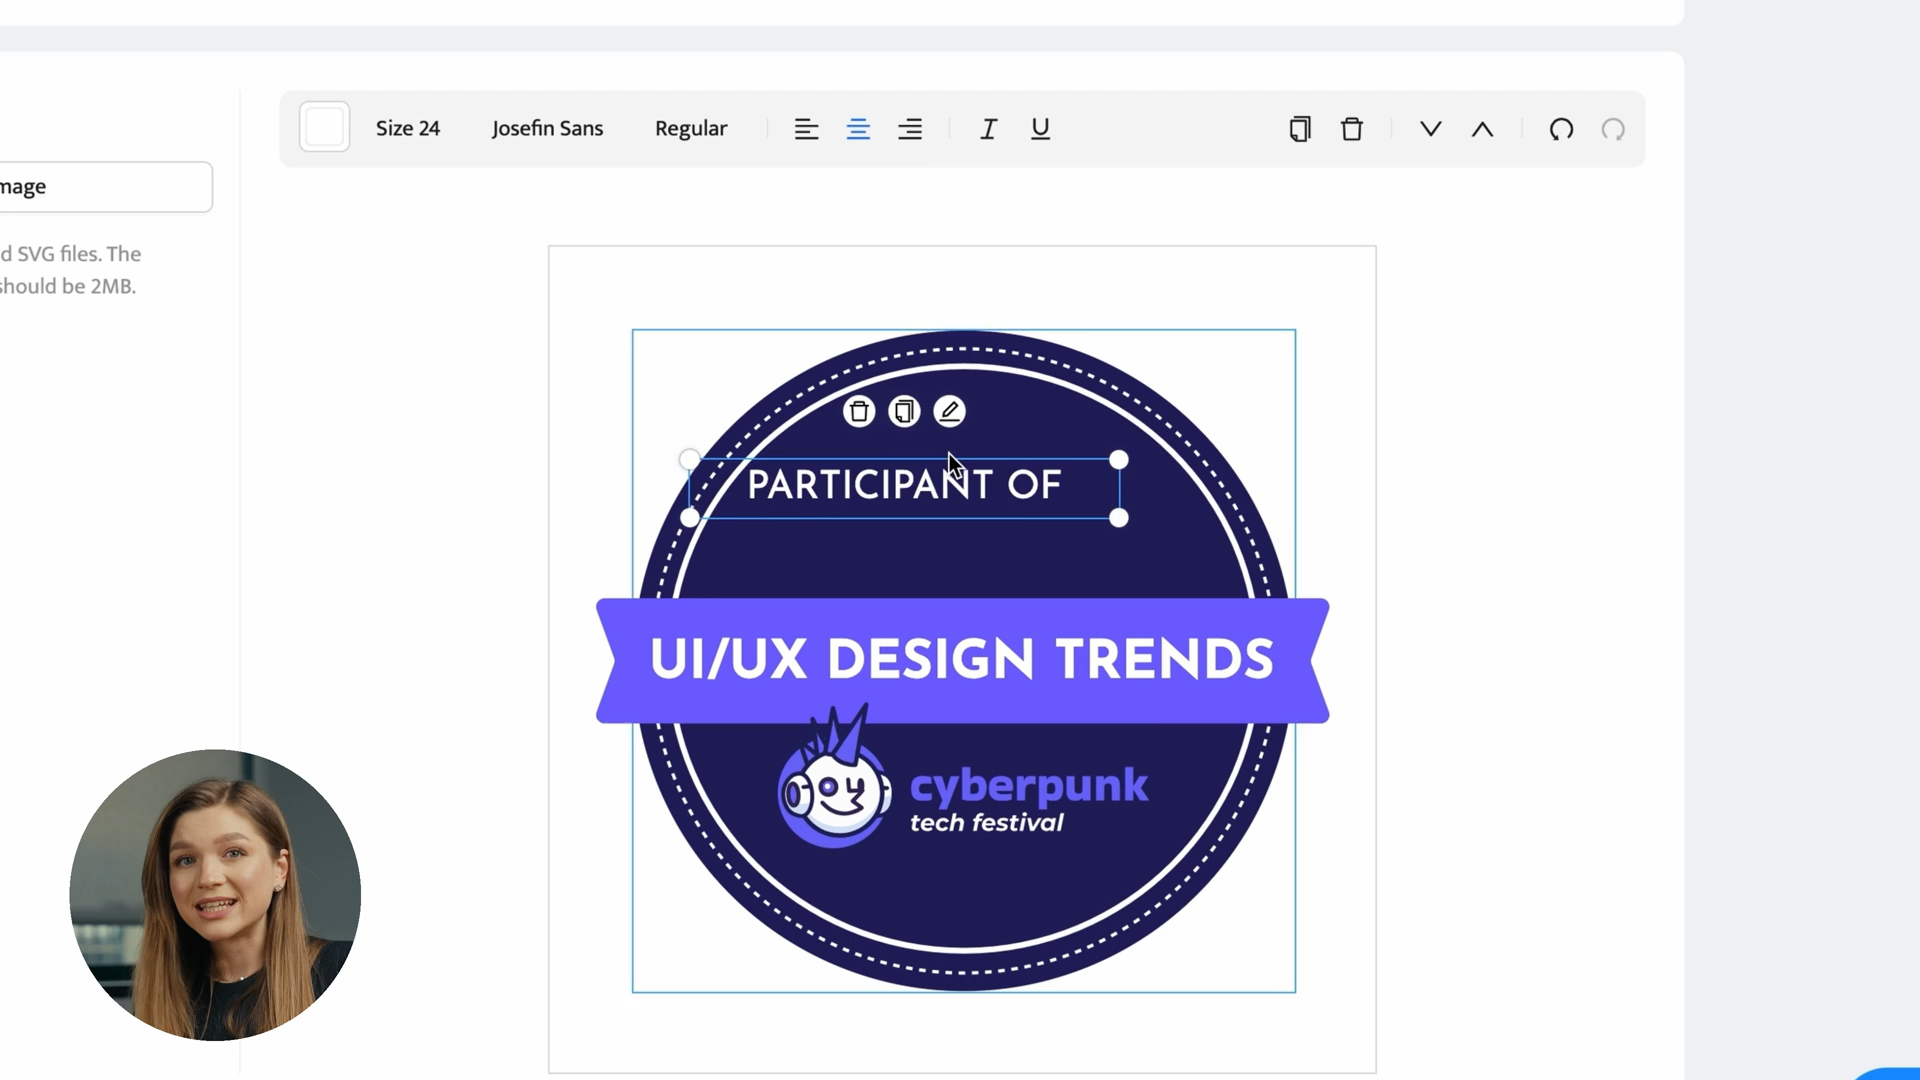 Size 24 Josefin Sans Regular
mage
d SVG files. The
should be 2MB.
PARTICIPANT OF
UI/UX DESIGN TRENDS
cyberpunk
tech festival